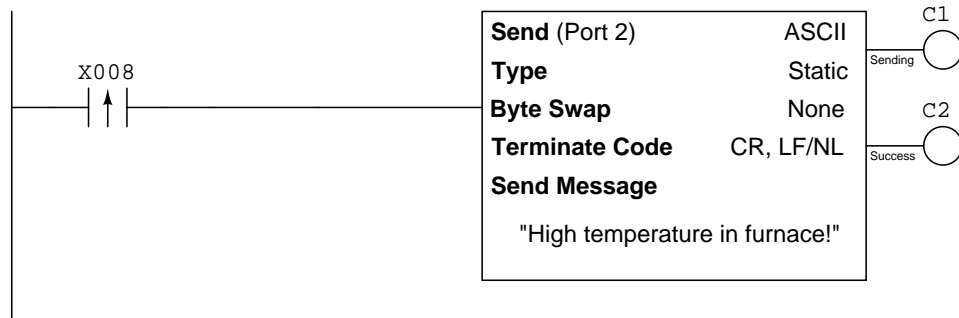 C1
Send (Port 2) ASCII
Sending
X008
Type Static
Byte Swap None
C2
Terminate Code CR, LF/NL
Success
Send Message
"High temperature in furnace!"